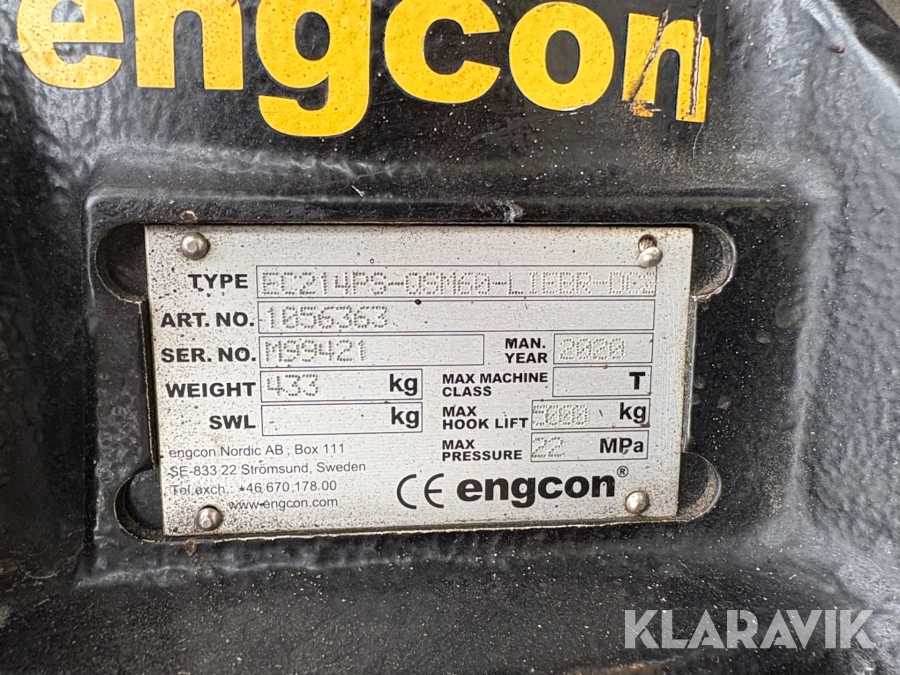 engcon
TYPE EC214PS-QSM60-LIEBR-DC
ART. NO. 1056363
SER. NO. M99421 MAN. YEAR 2020
WEIGHT 433 kg MAX MACHINE CLASS T
SWL - kg MAX HOOK LIFT 5000 kg
MAX PRESSURE 22 MPa
engcon Nordic AB , Box 111
SE-833 22 Strömsund, Sweden
Tel.exch.: +46 670 178 00
www.engcon.com
CE engcon®
KLARAVIK